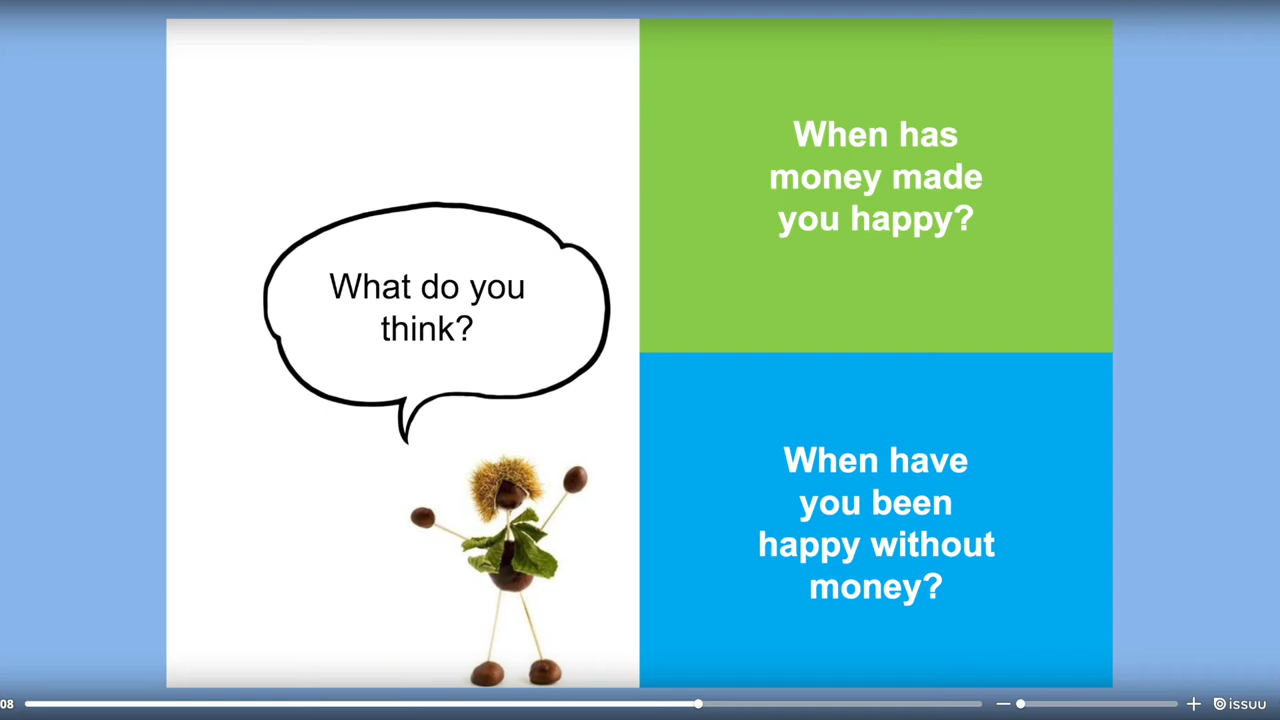 What do you
think?
When has
money made
you happy?
When have
you been
happy without
money?
08
issuu